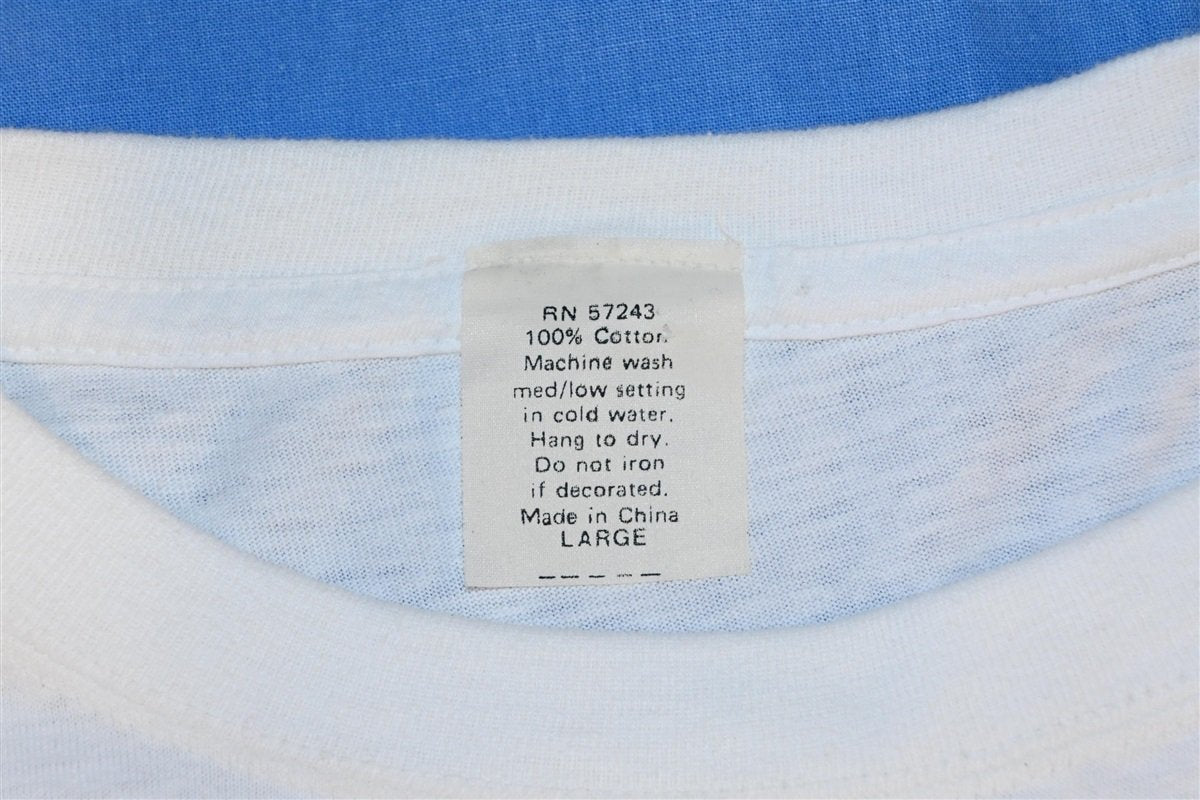 RN 57243
100% Cotton.
Machine wash
med/low setting
in cold water.
Hang to dry.
Do not iron
if decorated.
Made in China
LARGE